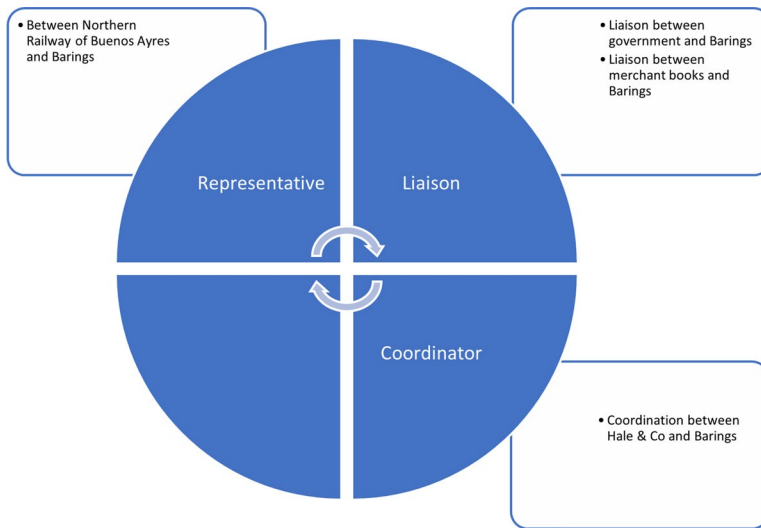 • Between Northern
Railway of Buenos Ayres
and Barings
• Liaison between
government and Barings
• Liaison between
merchant books and
Barings
Representative
Liaison
Coordinator
• Coordination between
Hale & Co and Barings